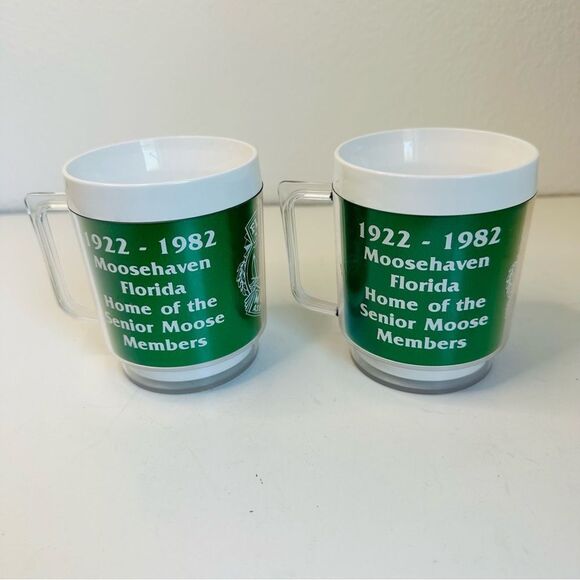 1922 - 1982
Moosehaven
Florida
Home of the
Senior Moose
Members
1922 - 1982
Moosehaven
Florida
Home of the
Senior Moose
Members